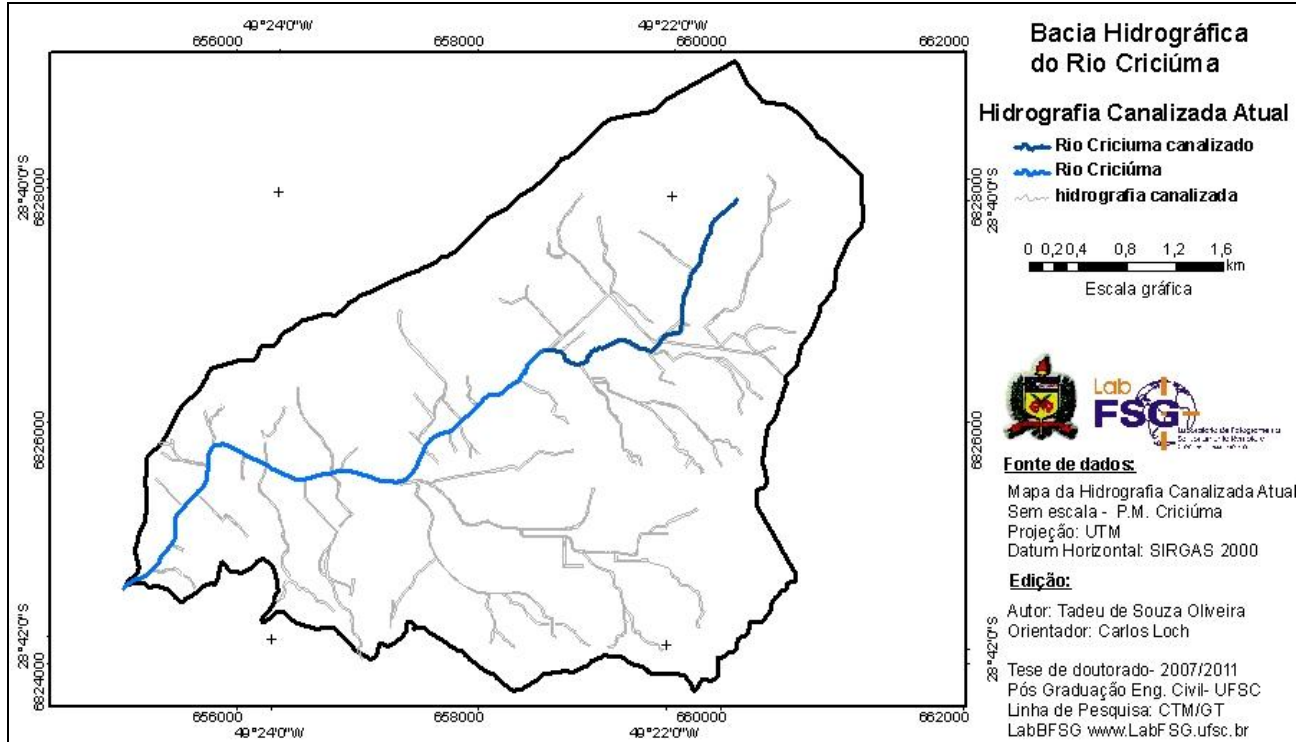 49°24'0"W
49°22'0"W
656000
658000
660000
662000
28°40'0"S
6828000
6826000
28°42'0"S
6824000
6828000
28°40'0"S
6826000
28°42'0"S
656000
658000
660000
662000
49°24'0"W
49°22'0"W
Bacia Hidrográfica
do Rio Criciúma
Hidrografia Canalizada Atual
Rio Criciuma canalizado
Rio Criciúma
hidrografia canalizada
0 0,20,4 0,8 1,2 1,6
km
Escala gráfica
Lab
FSG
Fonte de dados:
Mapa da Hidrografia Canalizada Atual
Sem escala - P.M. Criciúma
Projeção: UTM
Datum Horizontal: SIRGAS 2000
Edição:
Autor: Tadeu de Souza Oliveira
Orientador: Carlos Loch
Tese de doutorado- 2007/2011
Pós Graduação Eng. Civil- UFSC
Linha de Pesquisa: CTM/GT
LabBFSG www.LabFSG.ufsc.br